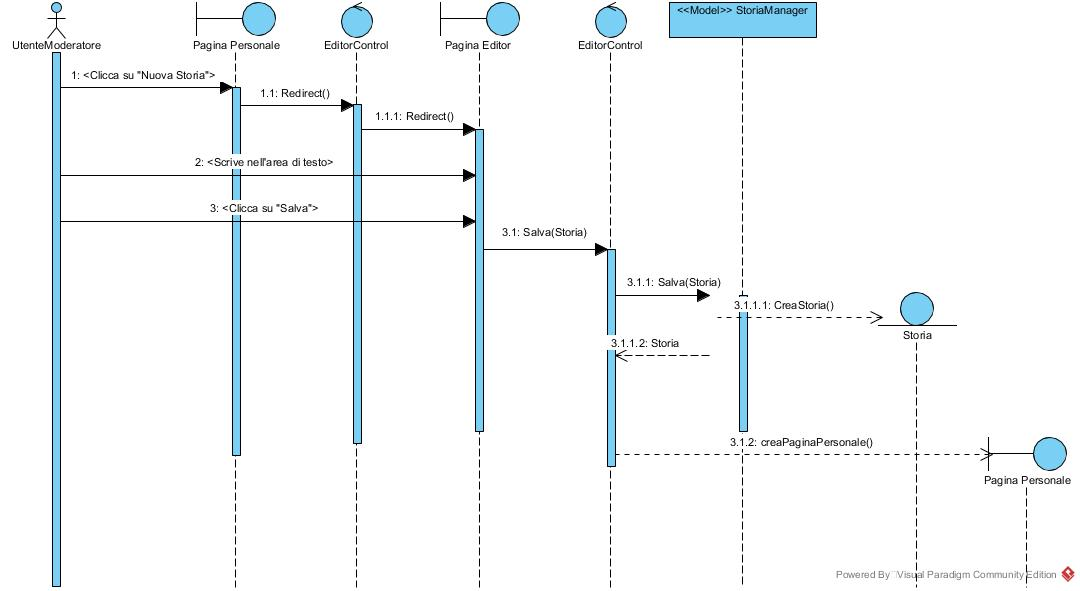 <<Model>> StoriaManager
UtenteModeratore
Pagina Personale
EditorControl
Pagina Editor
EditorControl
1: <Clicca su "Nuova Storia">
1.1: Redirect()
1.1.1: Redirect()
2: <Scrive nell'area di testo>
3: <Clicca su "Salva">
3.1: Salva(Storia)
3.1.1: Salva(Storia)
3.1.1.1: CreaStoria()
Storia
3.1.1.2: Storia
3.1.2: creaPaginaPersonale()
Pagina Personale
Powered By Visual Paradigm Community Edition